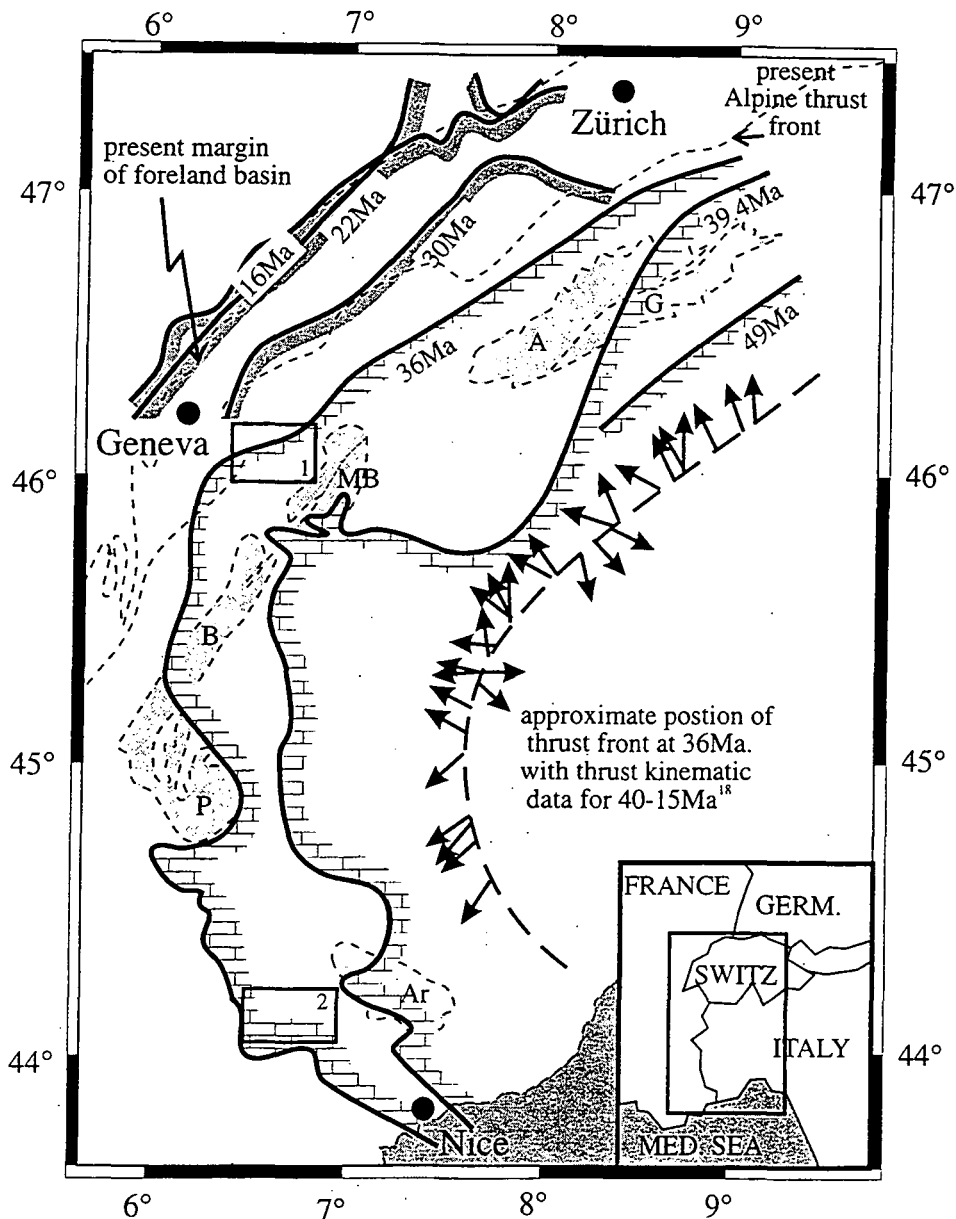 6° 7° 8° 9°
present
Alpine thrust
front
Zürich
present margin
of foreland basin
47° 47°
16Ma
22Ma
30Ma
39.4Ma
36Ma
49Ma
A
G
Geneva
1
MB
46° 46°
B
approximate postion of
thrust front at 36Ma.
with thrust kinematic
data for 40-15Ma18
45° 45°
P
FRANCE
GERM.
SWITZ
ITALY
MED. SEA
2
Ar
44° 44°
Nice
6° 7° 8° 9°